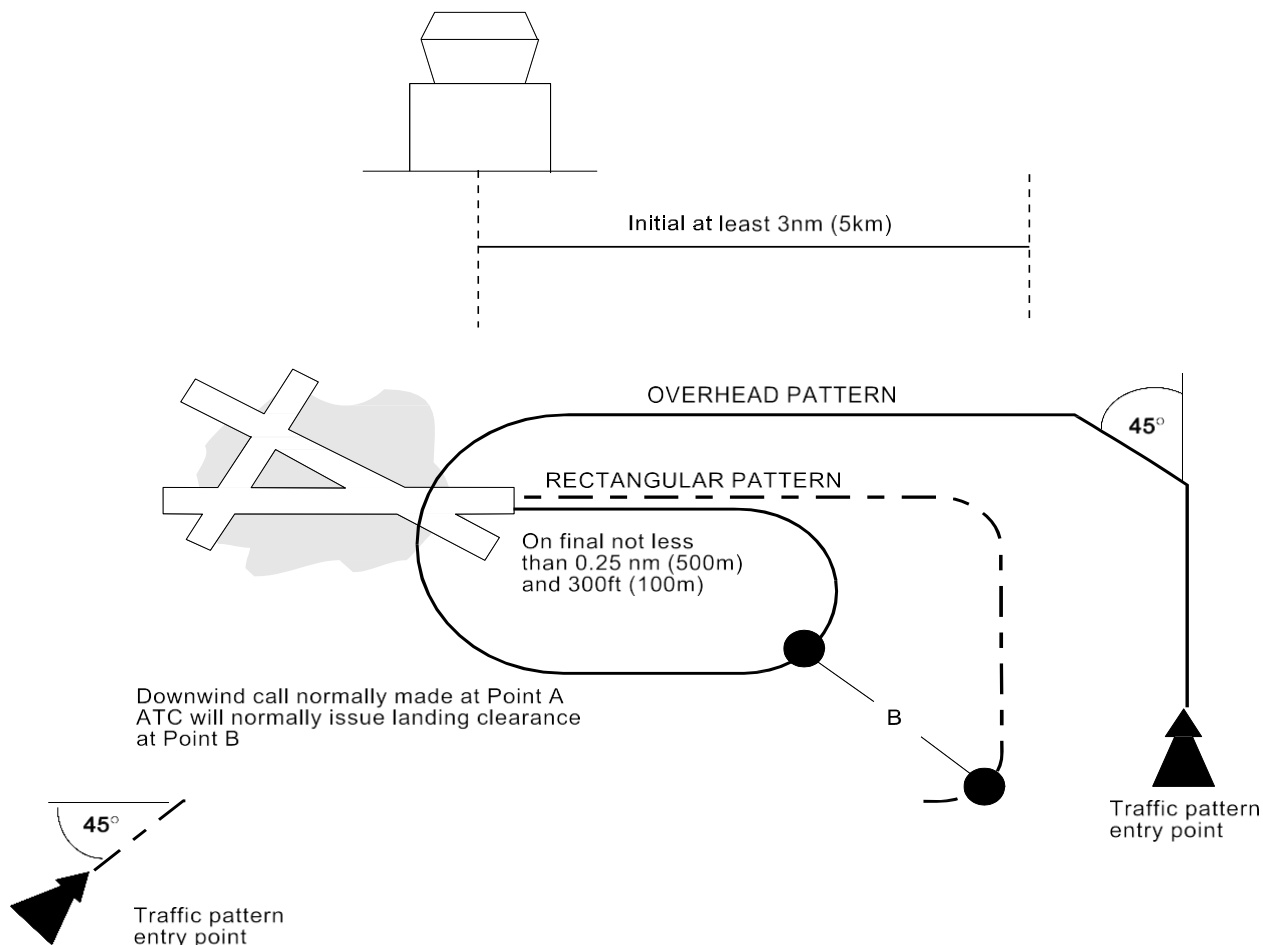 Initial at least 3nm (5km)
OVERHEAD PATTERN
45°
RECTANGULAR PATTERN
On final not less
than 0.25 nm (500m)
and 300ft (100m)
Downwind call normally made at Point A
ATC will normally issue landing clearance
at Point B
B
45°
Traffic pattern
entry point
Traffic pattern
entry point